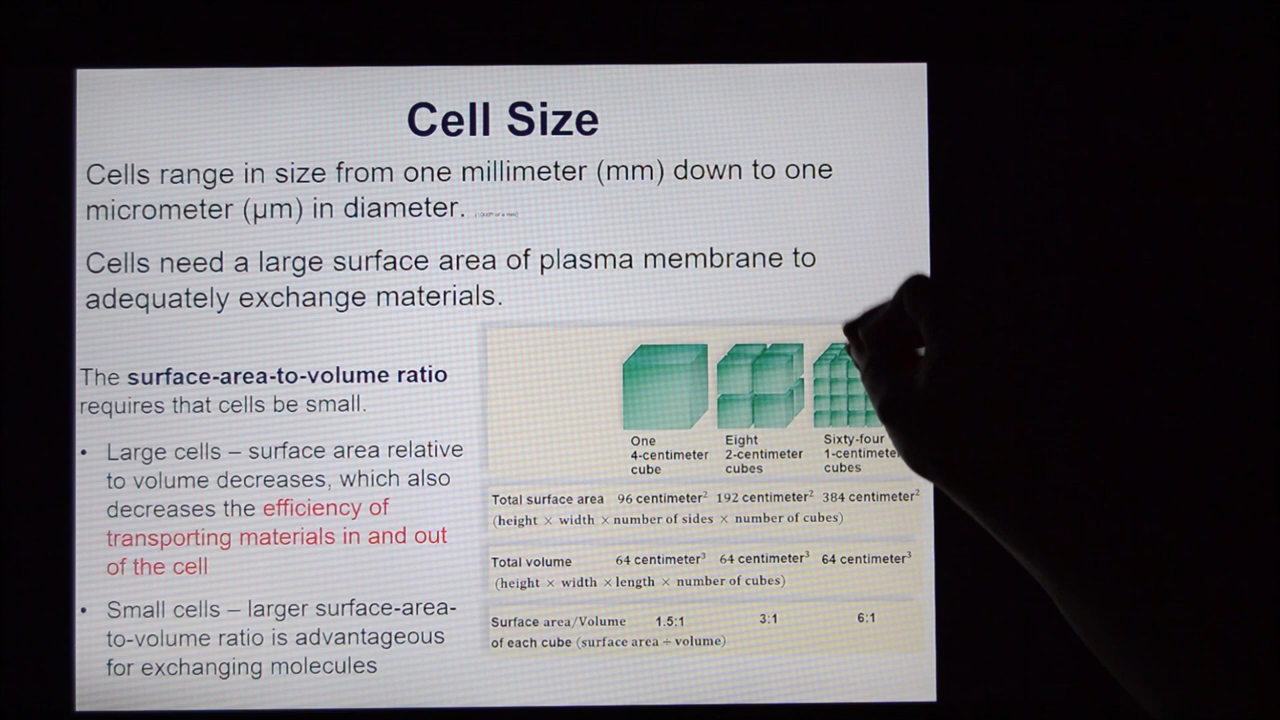 Cell Size
Cells range in size from one millimeter (mm) down to one
micrometer (µm) in diameter.
Cells need a large surface area of plasma membrane to
adequately exchange materials.
The surface-area-to-volume ratio
requires that cells be small.
• Large cells – surface area relative
to volume decreases, which also
decreases the efficiency of
transporting materials in and out
of the cell
• Small cells – larger surface-area-
to-volume ratio is advantageous
for exchanging molecules
One
4-centimeter
cube
Eight
2-centimeter
cubes
Sixty-four
1-centimeter
cubes
Total surface area 96 centimeter² 192 centimeter² 384 centimeter²
(height × width × number of sides × number of cubes)
Total volume 64 centimeter³ 64 centimeter³ 64 centimeter³
(height × width × length × number of cubes)
Surface area/Volume 1.5:1 3:1 6:1
of each cube (surface area ÷ volume)